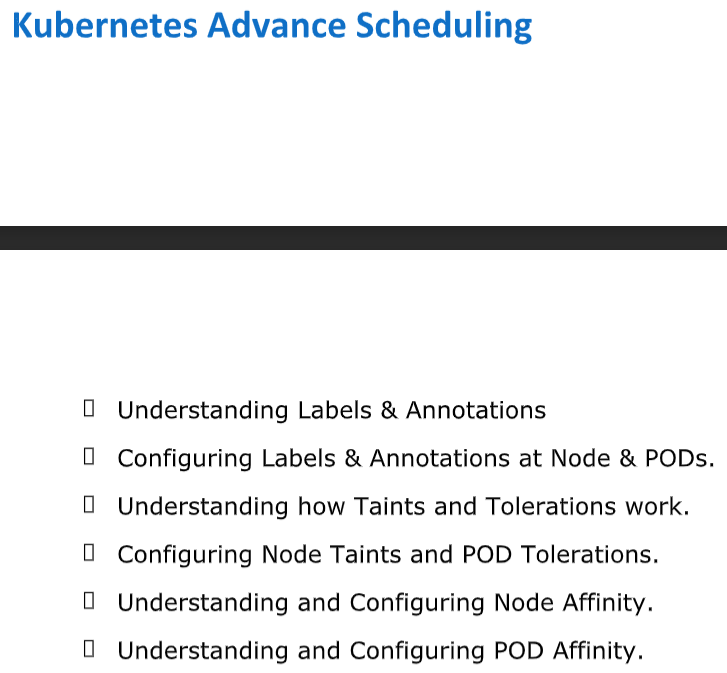 Kubernetes Advance Scheduling
Understanding Labels & Annotations
Configuring Labels & Annotations at Node & PODs.
Understanding how Taints and Tolerations work.
Configuring Node Taints and POD Tolerations.
Understanding and Configuring Node Affinity.
Understanding and Configuring POD Affinity.